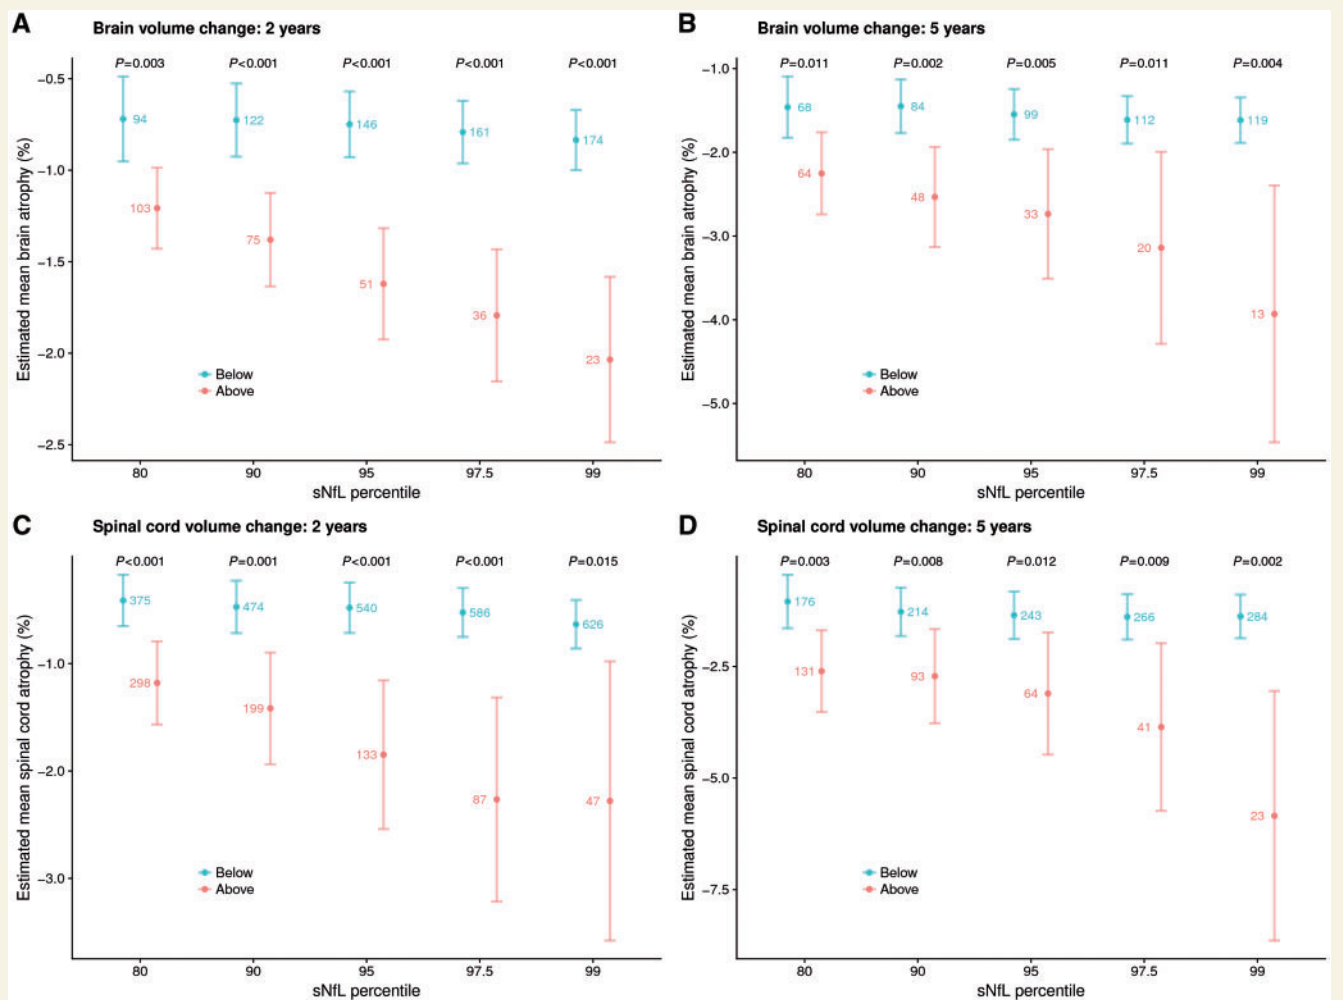 A
Brain volume change: 2 years
P=0.003 P<0.001 P<0.001 P<0.001 P<0.001
Estimated mean brain atrophy (%)
−0.5
−1.0
−1.5
−2.0
−2.5
94 122 146 161 174
103 75 51 36 23
Below
Above
80 90 95 97.5 99
sNfL percentile
B
Brain volume change: 5 years
P=0.011 P=0.002 P=0.005 P=0.011 P=0.004
Estimated mean brain atrophy (%)
−1.0
−2.0
−3.0
−4.0
−5.0
68 84 99 112 119
64 48 33 20 13
Below
Above
80 90 95 97.5 99
sNfL percentile
C
Spinal cord volume change: 2 years
P<0.001 P=0.001 P<0.001 P<0.001 P=0.015
Estimated mean spinal cord atrophy (%)
−1.0
−2.0
−3.0
375 474 540 586 626
298 199 133 87 47
Below
Above
80 90 95 97.5 99
sNfL percentile
D
Spinal cord volume change: 5 years
P=0.003 P=0.008 P=0.012 P=0.009 P=0.002
Estimated mean spinal cord atrophy (%)
−2.5
−5.0
−7.5
176 214 243 266 284
131 93 64 41 23
Below
Above
80 90 95 97.5 99
sNfL percentile